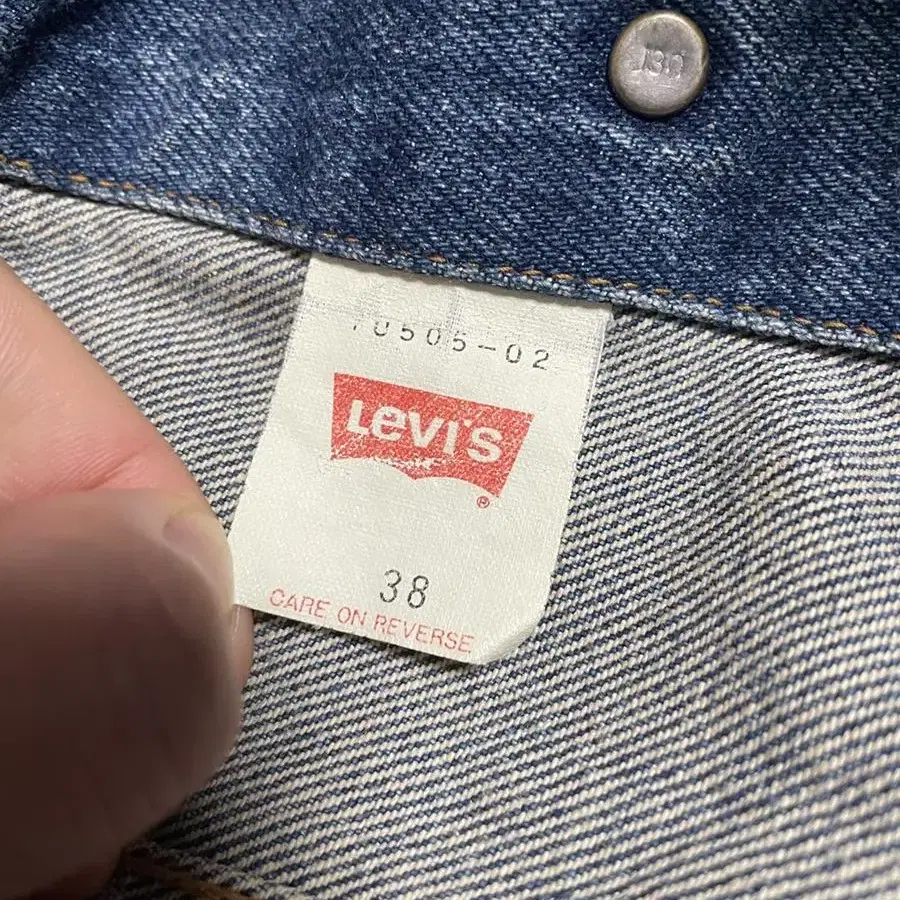 70505-02
Levi's
®
38
CARE ON REVERSE